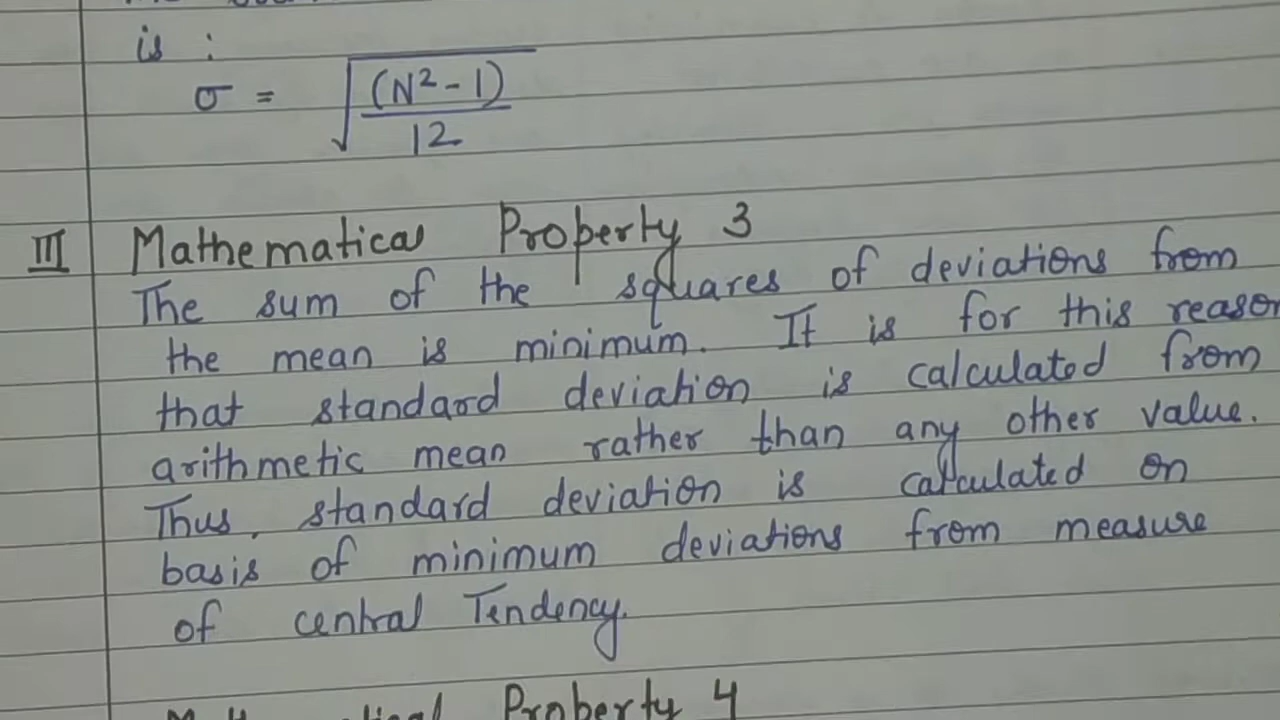 is :
σ = √((N² - 1) / 12)
III Mathematical Property 3
The sum of the squares of deviations from
the mean is minimum. It is for this reason
that standard deviation is calculated from
arithmetic mean rather than any other value.
Thus, standard deviation is calculated on
basis of minimum deviations from measure
of central Tendency.
Property 4